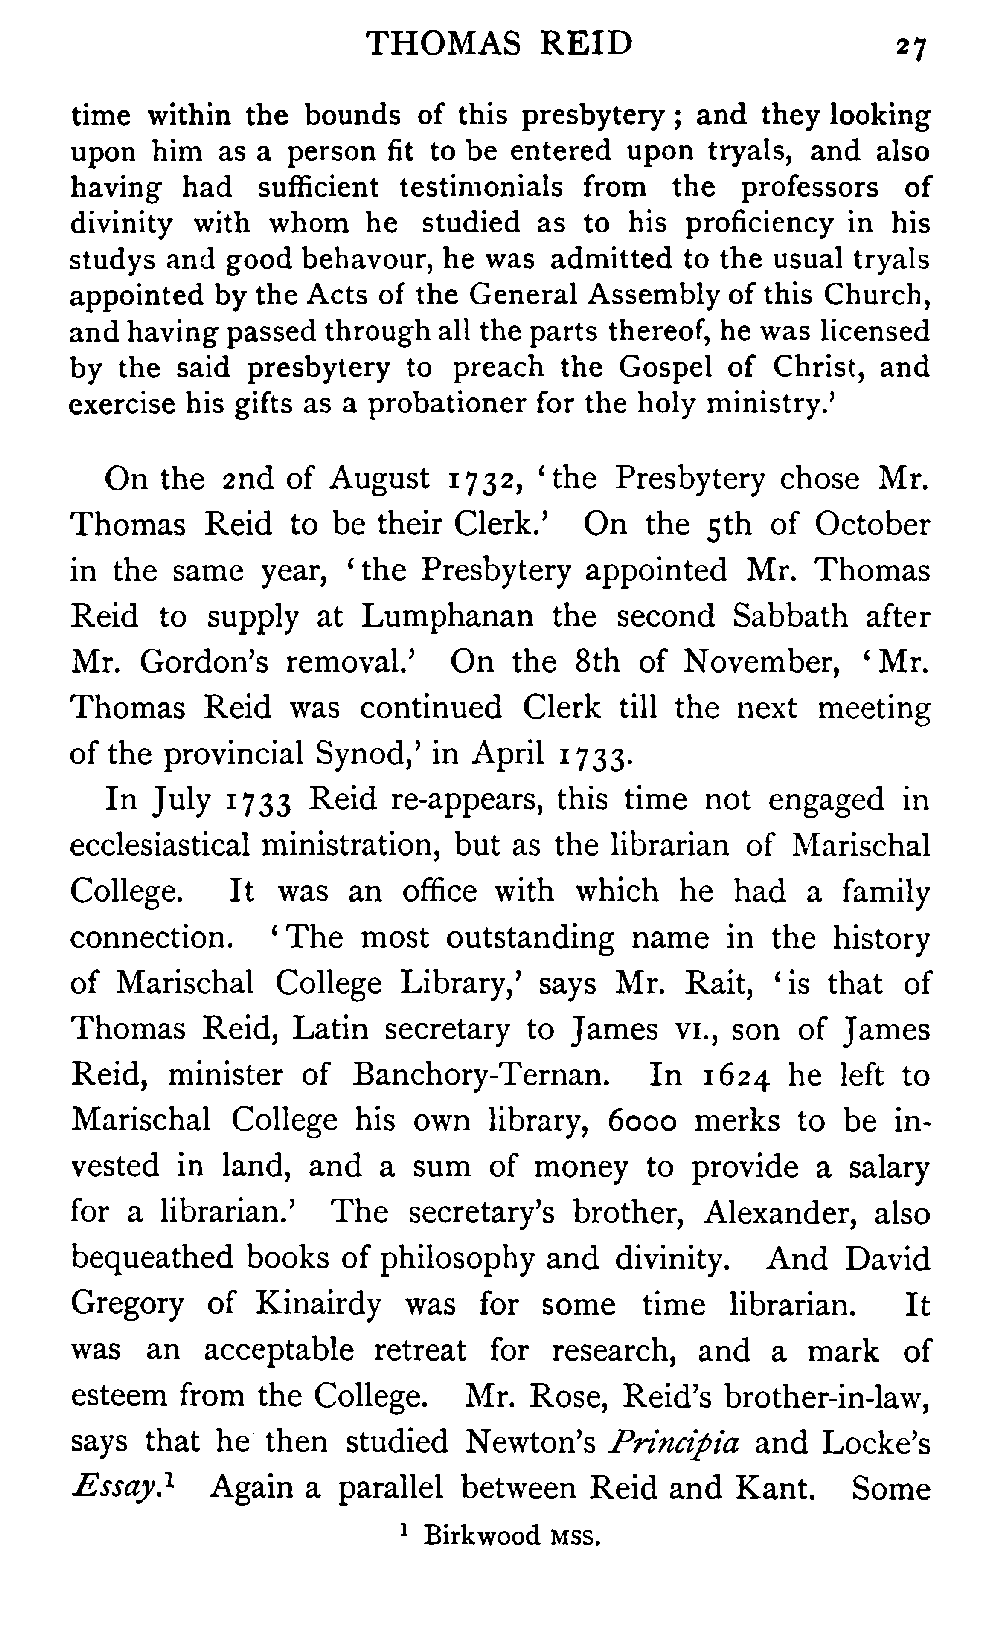 THOMAS REID 27
time within the bounds of this presbytery; and they looking
upon him as a person fit to be entered upon tryals, and also
having had sufficient testimonials from the professors of
divinity with whom he studied as to his proficiency in his
studys and good behavour, he was admitted to the usual tryals
appointed by the Acts of the General Assembly of this Church,
and having passed through all the parts thereof, he was licensed
by the said presbytery to preach the Gospel of Christ, and
exercise his gifts as a probationer for the holy ministry.'
On the 2nd of August 1732, 'the Presbytery chose Mr.
Thomas Reid to be their Clerk.' On the 5th of October
in the same year, 'the Presbytery appointed Mr. Thomas
Reid to supply at Lumphanan the second Sabbath after
Mr. Gordon's removal.' On the 8th of November, 'Mr.
Thomas Reid was continued Clerk till the next meeting
of the provincial Synod,' in April 1733.
In July 1733 Reid re-appears, this time not engaged in
ecclesiastical ministration, but as the librarian of Marischal
College. It was an office with which he had a family
connection. 'The most outstanding name in the history
of Marischal College Library,' says Mr. Rait, 'is that of
Thomas Reid, Latin secretary to James VI., son of James
Reid, minister of Banchory-Ternan. In 1624 he left to
Marischal College his own library, 6000 merks to be in-
vested in land, and a sum of money to provide a salary
for a librarian.' The secretary's brother, Alexander, also
bequeathed books of philosophy and divinity. And David
Gregory of Kinairdy was for some time librarian. It
was an acceptable retreat for research, and a mark of
esteem from the College. Mr. Rose, Reid's brother-in-law,
says that he then studied Newton's Principia and Locke's
Essay.¹ Again a parallel between Reid and Kant. Some
¹ Birkwood MSS.